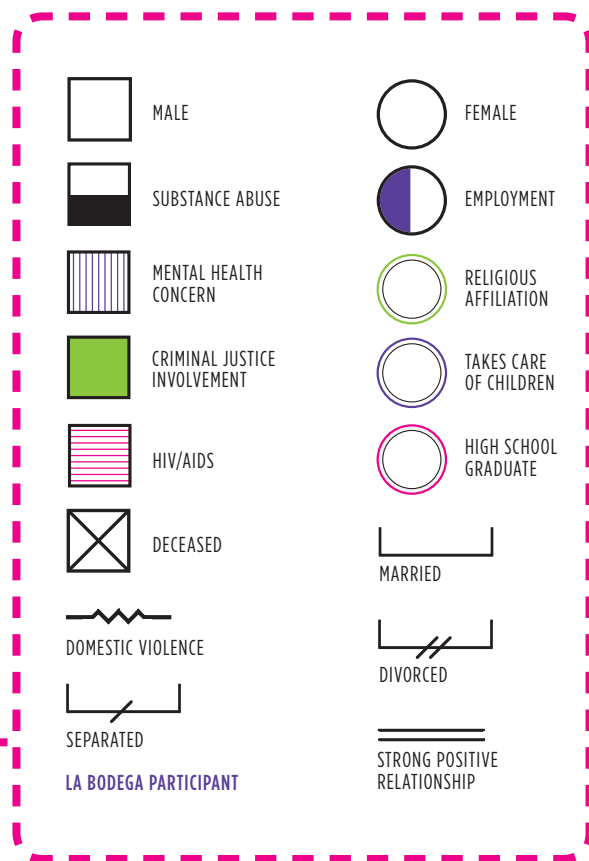 MALE
SUBSTANCE ABUSE
MENTAL HEALTH
CONCERN
CRIMINAL JUSTICE
INVOLVEMENT
HIV/AIDS
DECEASED
DOMESTIC VIOLENCE
SEPARATED
LA BODEGA PARTICIPANT
FEMALE
EMPLOYMENT
RELIGIOUS
AFFILIATION
TAKES CARE
OF CHILDREN
HIGH SCHOOL
GRADUATE
MARRIED
DIVORCED
STRONG POSITIVE
RELATIONSHIP